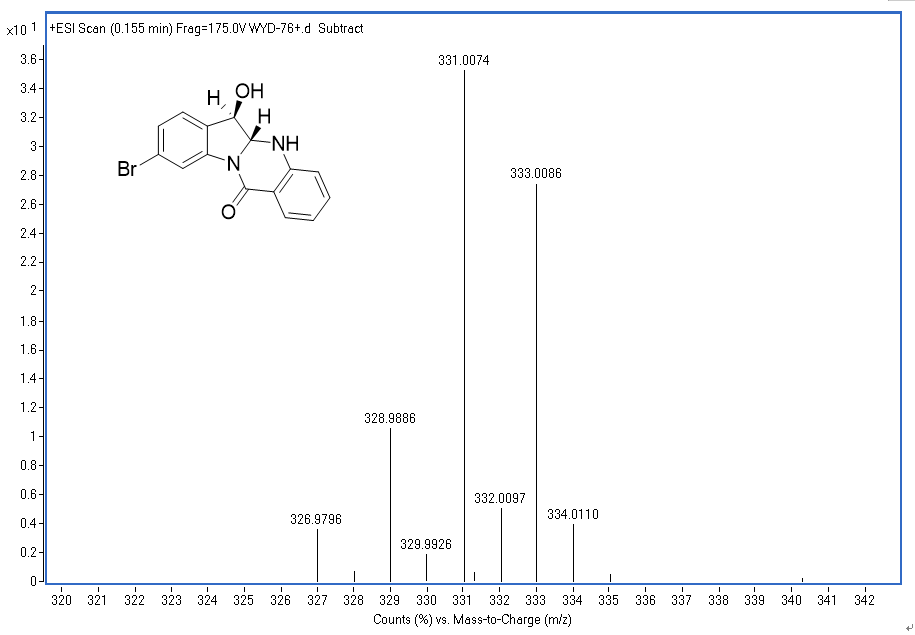 ×10 1
+ESI Scan (0.155 min) Frag=175.0V WYD-76+.d Subtract
3.6
3.4
3.2
3
2.8
2.6
2.4
2.2
2
1.8
1.6
1.4
1.2
1
0.8
0.6
0.4
0.2
0
331.0074
333.0086
328.9886
332.0097
334.0110
326.9796
329.9926
H
OH
H
NH
Br
N
O
320 321 322 323 324 325 326 327 328 329 330 331 332 333 334 335 336 337 338 339 340 341 342
Counts (%) vs. Mass-to-Charge (m/z)